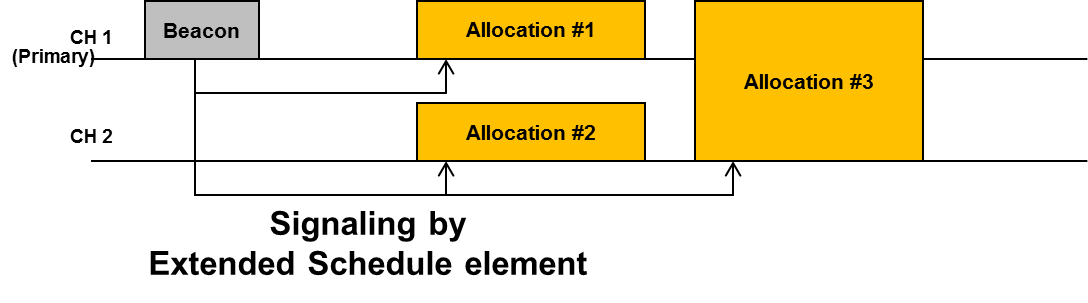 CH 1
(Primary)
Beacon
Allocation #1
Allocation #3
CH 2
Allocation #2
Signaling by
Extended Schedule element